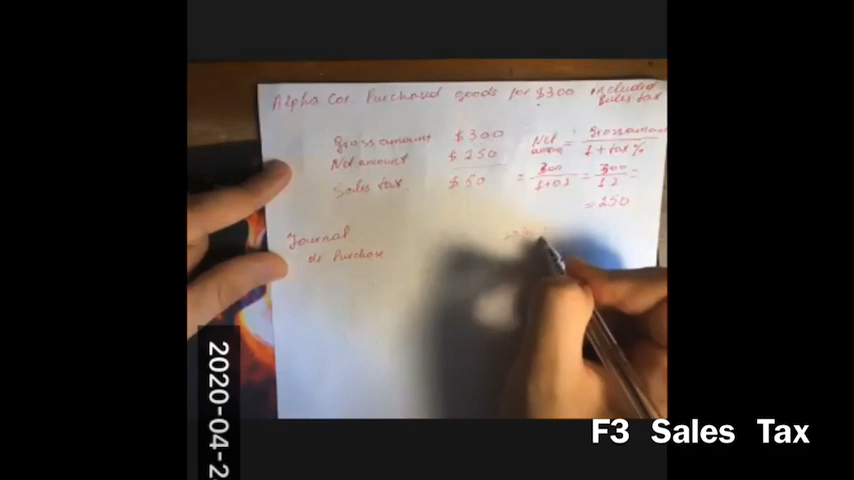 Alpha Cor. Purchased goods for $300 included Sales tax
Gross amount $300
Net amount $250
Sales tax. $50
Net amount = Gross amount / 1 + tax%
= 300 / 1+0.2 = 300 / 1.2 =
= 250
Journal
dr Purchase
2020-04-2
F3 Sales Tax